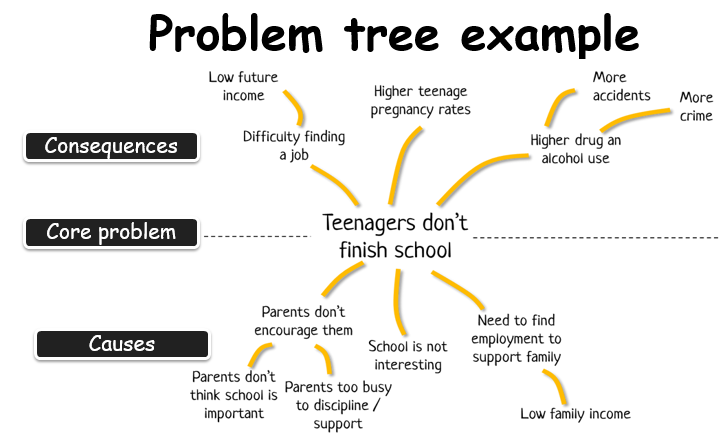 Problem tree example
Low future
income
Higher teenage
pregnancy rates
More
accidents
More
crime
Consequences
Difficulty finding
a job
Higher drug an
alcohol use
Core problem
Teenagers don't
finish school
Causes
Parents don't
encourage them
School is not
interesting
Need to find
employment to
support family
Parents don't
think school is
important
Parents too busy
to discipline /
support
Low family income